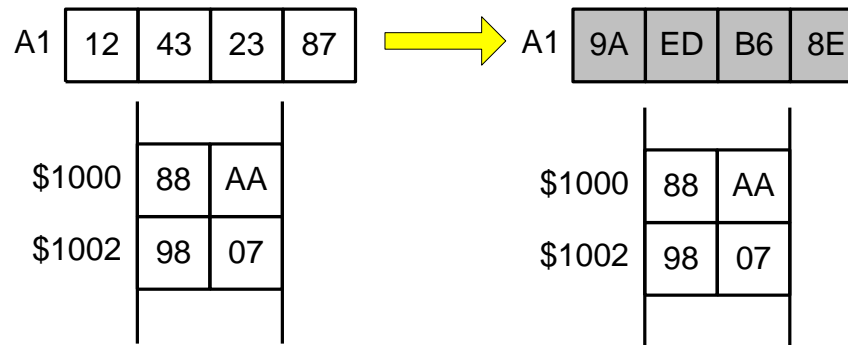 A1 12 43 23 87 A1 9A ED B6 8E
$1000 88 AA $1000 88 AA
$1002 98 07 $1002 98 07